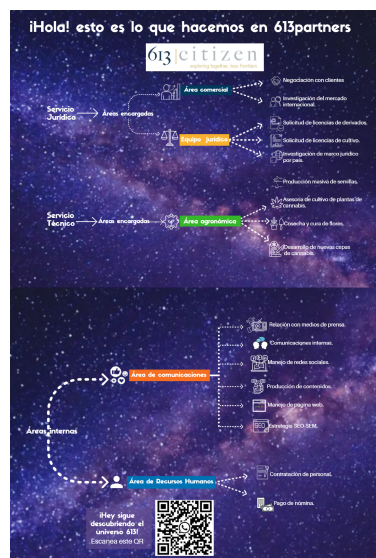 ¡Hola! esto es lo que hacemos en 613partners
613 | citizen
exploring together, new frontiers
Servicio
Jurídico
Áreas encargadas
Área comercial
Negociación con clientes
Investigación del mercado
internacional.
Equipo jurídico
Solicitud de licencias de derivados.
Solicitud de licencias de cultivo.
Investigación de marco jurídico
por país.
Servicio
Técnico
Áreas encargadas
Área agronómica
Producción masiva de semillas.
Asesoría de cultivo de plantas de
cannabis.
Cosecha y cura de flores.
Desarrollo de nuevas cepas
de cannabis.
Áreas internas
Área de comunicaciones
Relación con medios de prensa.
Comunicaciones internas.
Manejo de redes sociales.
Producción de contenidos.
Manejo de página web.
SEO
Estrategia SEO-SEM.
Área de Recursos Humanos
Contratación de personal.
Pago de nómina.
¡Hey sigue
descubriendo el
universo 613!
Escanea este QR